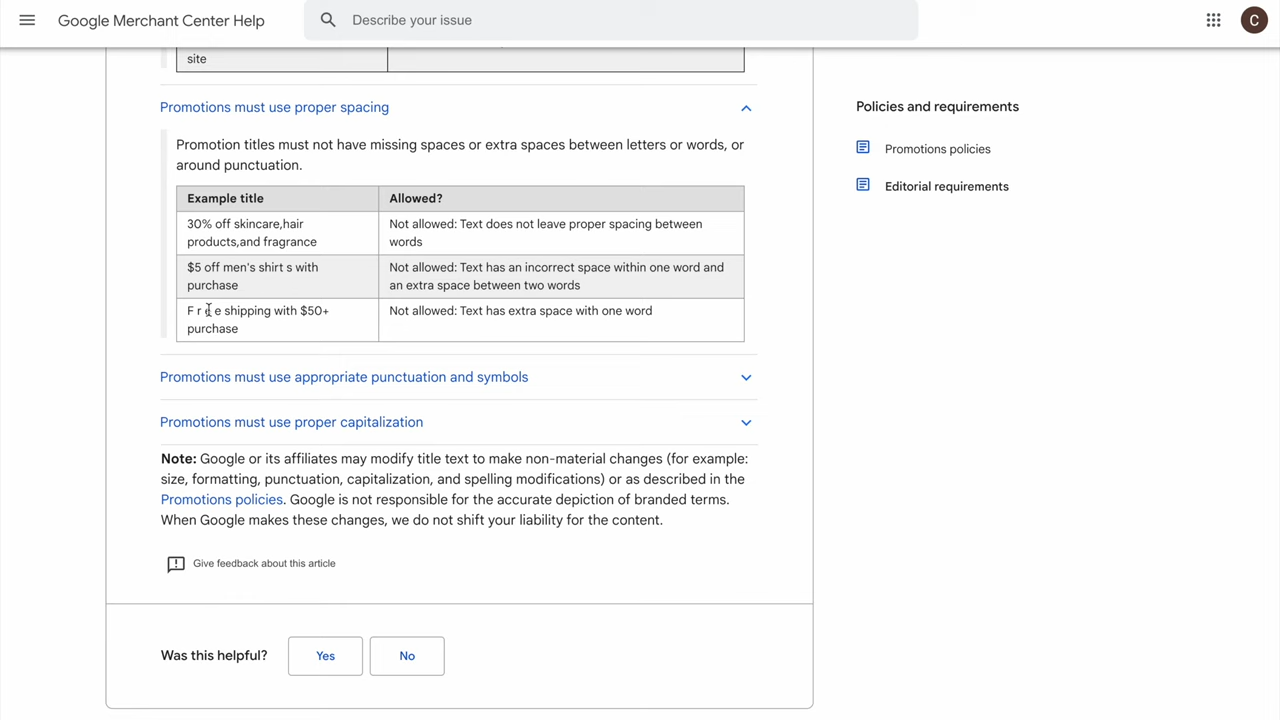 Google Merchant Center Help
Describe your issue
C
site
Promotions must use proper spacing
Promotion titles must not have missing spaces or extra spaces between letters or words, or
around punctuation.
Example title
Allowed?
30% off skincare,hair
products,and fragrance
Not allowed: Text does not leave proper spacing between
words
$5 off men's shirt s with
purchase
Not allowed: Text has an incorrect space within one word and
an extra space between two words
F r e e shipping with $50+
purchase
Not allowed: Text has extra space with one word
Promotions must use appropriate punctuation and symbols
Promotions must use proper capitalization
Note: Google or its affiliates may modify title text to make non-material changes (for example:
size, formatting, punctuation, capitalization, and spelling modifications) or as described in the
Promotions policies. Google is not responsible for the accurate depiction of branded terms.
When Google makes these changes, we do not shift your liability for the content.
Give feedback about this article
Was this helpful?
Yes
No
Policies and requirements
Promotions policies
Editorial requirements